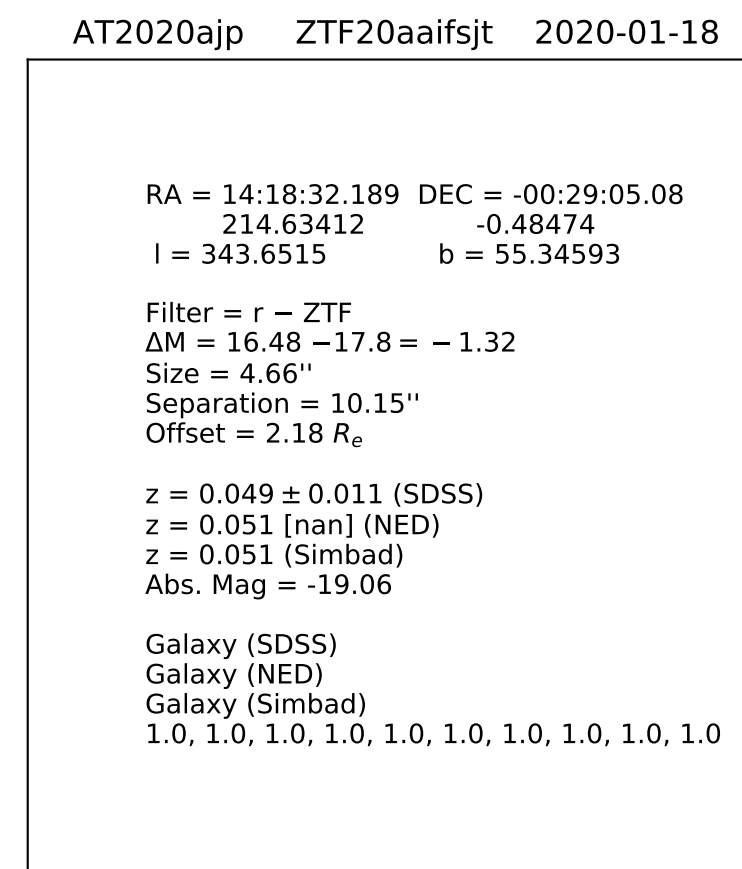 AT2020ajp ZTF20aaifsjt 2020-01-18
RA = 14:18:32.189 DEC = -00:29:05.08
214.63412 -0.48474
l = 343.6515 b = 55.34593
Filter = r − ZTF
ΔM = 16.48 −17.8 = − 1.32
Size = 4.66''
Separation = 10.15''
Offset = 2.18 Rₑ
z = 0.049 ± 0.011 (SDSS)
z = 0.051 [nan] (NED)
z = 0.051 (Simbad)
Abs. Mag = -19.06
Galaxy (SDSS)
Galaxy (NED)
Galaxy (Simbad)
1.0, 1.0, 1.0, 1.0, 1.0, 1.0, 1.0, 1.0, 1.0, 1.0